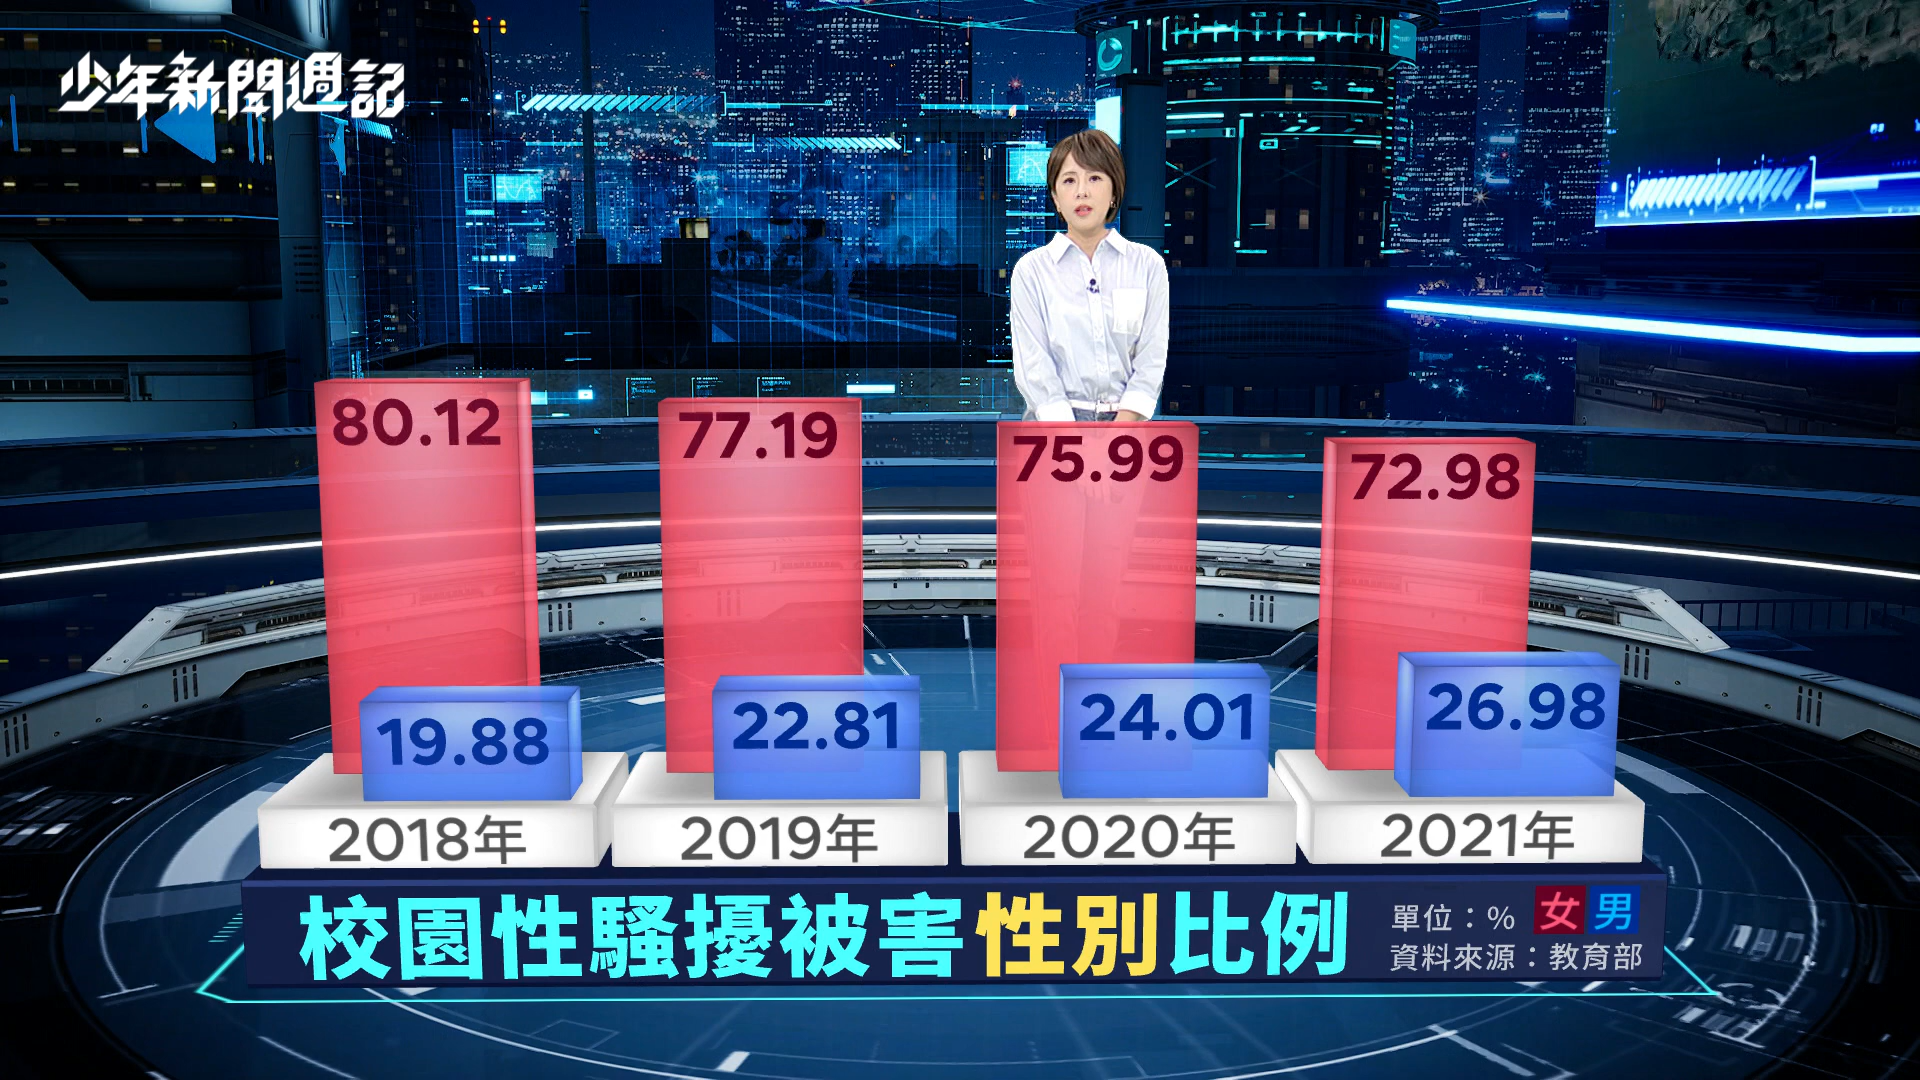 少年新聞週記
80.12
77.19
75.99
72.98
19.88
22.81
24.01
26.98
2018年
2019年
2020年
2021年
校園性騷擾被害性別比例
單位：% 女 男
資料來源：教育部